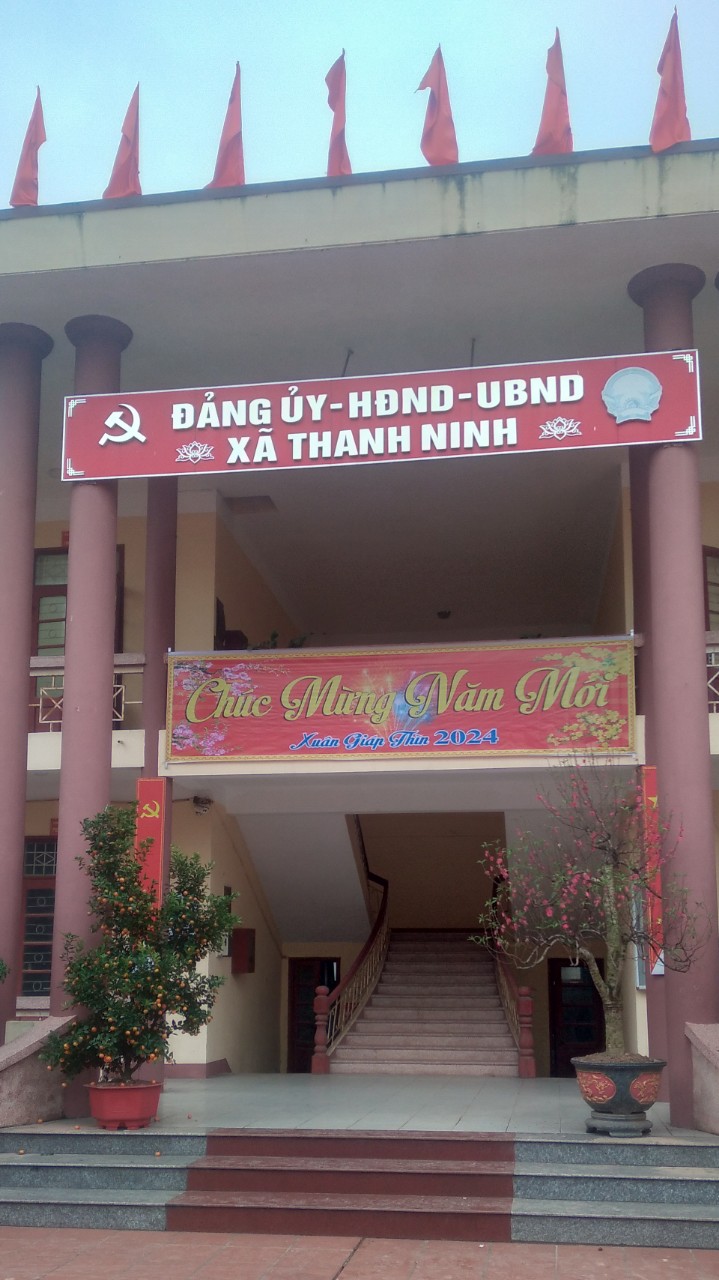 ĐẢNG ỦY-HĐND-UBND
XÃ THANH NINH
Chúc Mừng Năm Mới
Xuân Giáp Thìn 2024